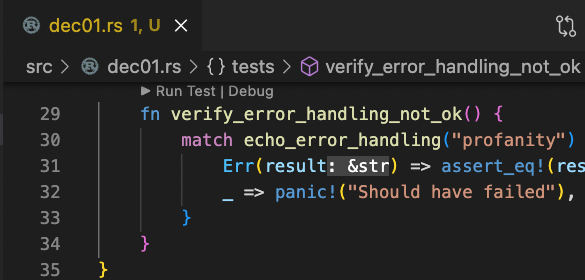 dec01.rs 1, U
src > dec01.rs > {} tests > verify_error_handling_not_ok
Run Test | Debug
29 fn verify_error_handling_not_ok() {
30 match echo_error_handling("profanity")
31 Err(result: &str) => assert_eq!(res
32 _ => panic!("Should have failed"),
33 }
34 }
35 }